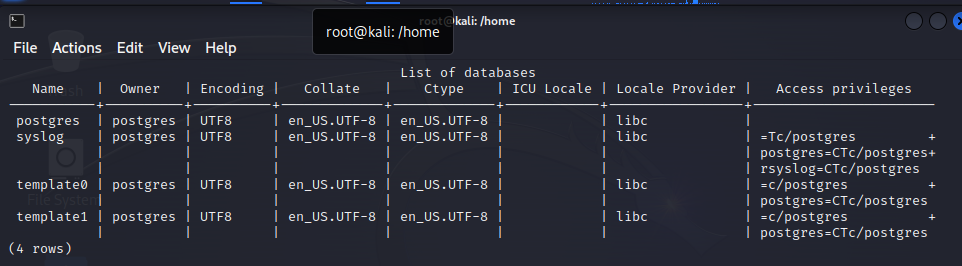 root@kali: /home
root@kali: /home
File Actions Edit View Help
List of databases
Name | Owner | Encoding | Collate | Ctype | ICU Locale | Locale Provider | Access privileges
postgres | postgres | UTF8 | en_US.UTF-8 | en_US.UTF-8 | | libc |
syslog | postgres | UTF8 | en_US.UTF-8 | en_US.UTF-8 | | libc | =Tc/postgres +
| | | | | | | postgres=CTc/postgres+
| | | | | | | rsyslog=CTc/postgres
template0 | postgres | UTF8 | en_US.UTF-8 | en_US.UTF-8 | | libc | =c/postgres +
| | | | | | | postgres=CTc/postgres
template1 | postgres | UTF8 | en_US.UTF-8 | en_US.UTF-8 | | libc | =c/postgres +
| | | | | | | postgres=CTc/postgres
(4 rows)